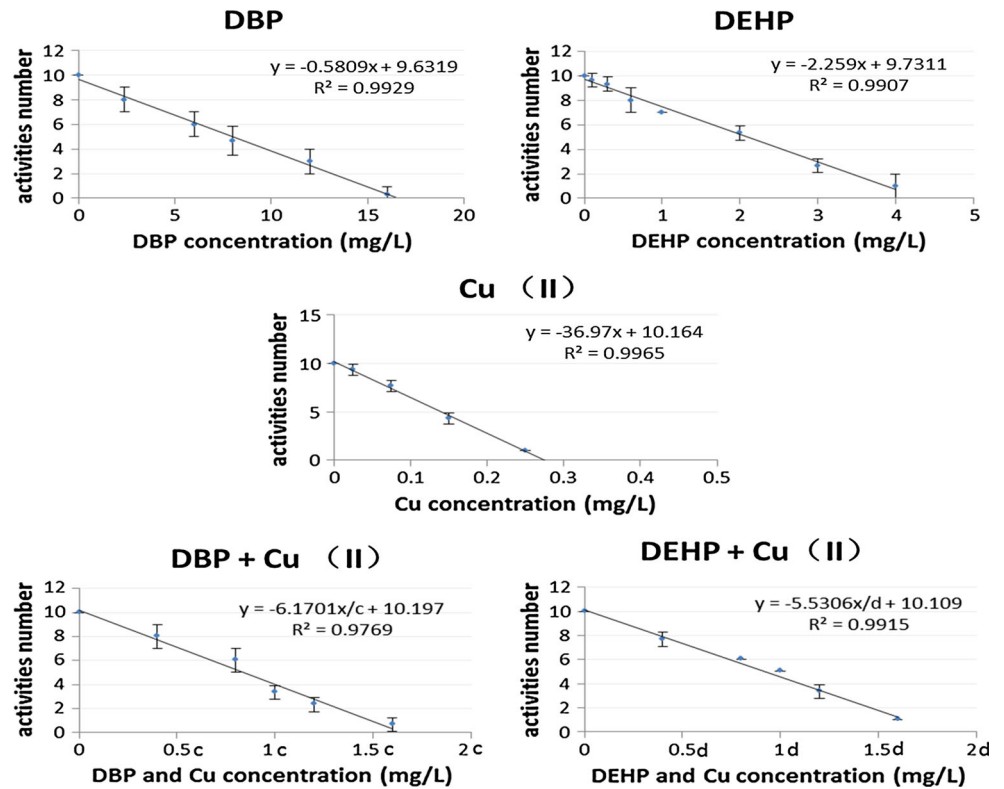 DBP
activities number
12
10
8
6
4
2
0
y = -0.5809x + 9.6319
R² = 0.9929
0 5 10 15 20
DBP concentration (mg/L)
DEHP
activities number
12
10
8
6
4
2
0
y = -2.259x + 9.7311
R² = 0.9907
0 1 2 3 4 5
DEHP concentration (mg/L)
Cu （II）
activities number
15
10
5
0
y = -36.97x + 10.164
R² = 0.9965
0 0.1 0.2 0.3 0.4 0.5
Cu concentration (mg/L)
DBP + Cu （II）
activities number
12
10
8
6
4
2
0
y = -6.1701x/c + 10.197
R² = 0.9769
0 0.5c 1c 1.5c 2c
DBP and Cu concentration (mg/L)
DEHP + Cu （II）
activities number
12
10
8
6
4
2
0
y = -5.5306x/d + 10.109
R² = 0.9915
0 0.5d 1d 1.5d 2d
DEHP and Cu concentration (mg/L)